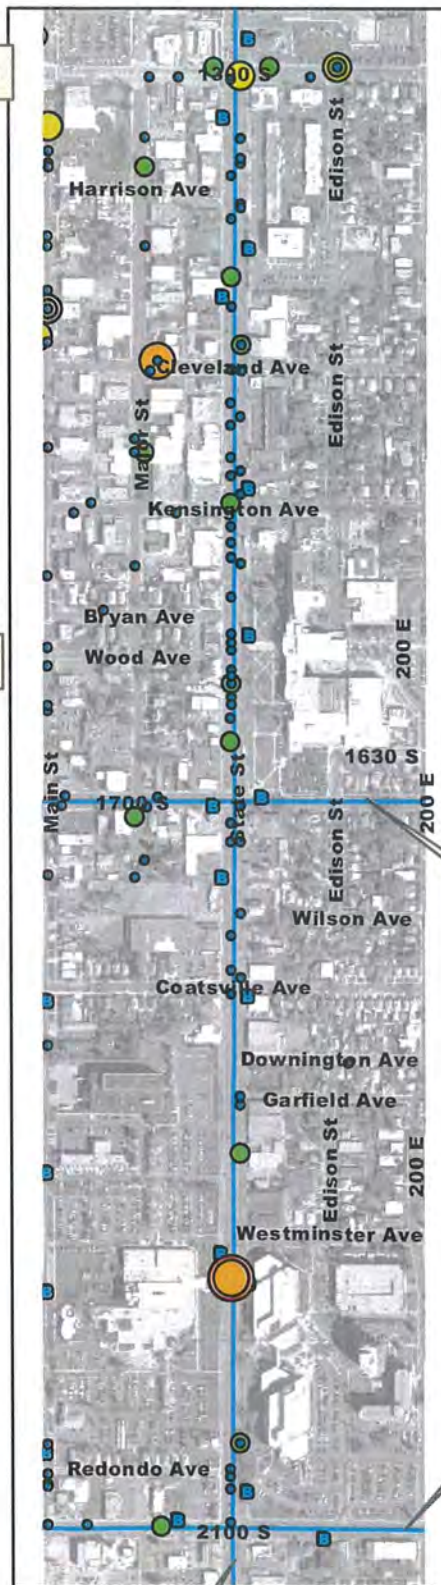 B
1300 S
Edison St
B
Harrison Ave
B
B
Cleveland Ave
Edison St
Major St
B
Kensington Ave
Bryan Ave
B
Wood Ave
200 E
1630 S
Main St
1700 S
B
B
State St
200 E
Edison St
B
Wilson Ave
Coatsville Ave
B
B
Downington Ave
Garfield Ave
Edison St
200 E
B
Westminster Ave
B
B
B
Redondo Ave
B
B
2100 S
B